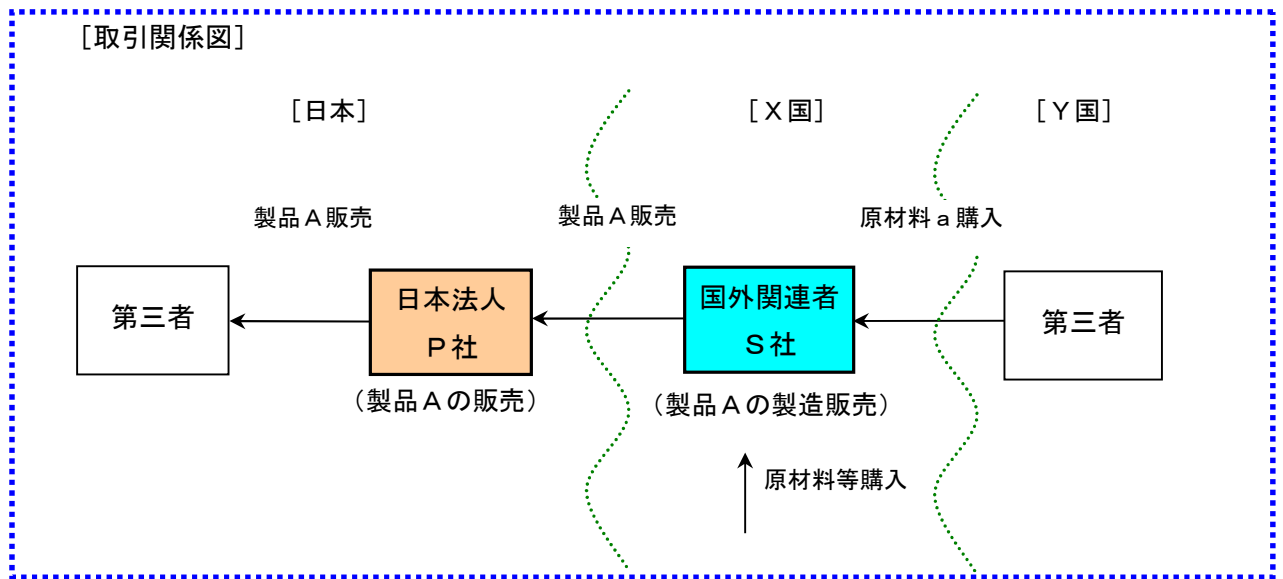 ［取引関係図］
［日本］
［Ｘ国］
［Ｙ国］
製品Ａ販売
製品Ａ販売
原材料ａ購入
第三者
日本法人
Ｐ社
国外関連者
Ｓ社
第三者
（製品Ａの販売）
（製品Ａの製造販売）
原材料等購入